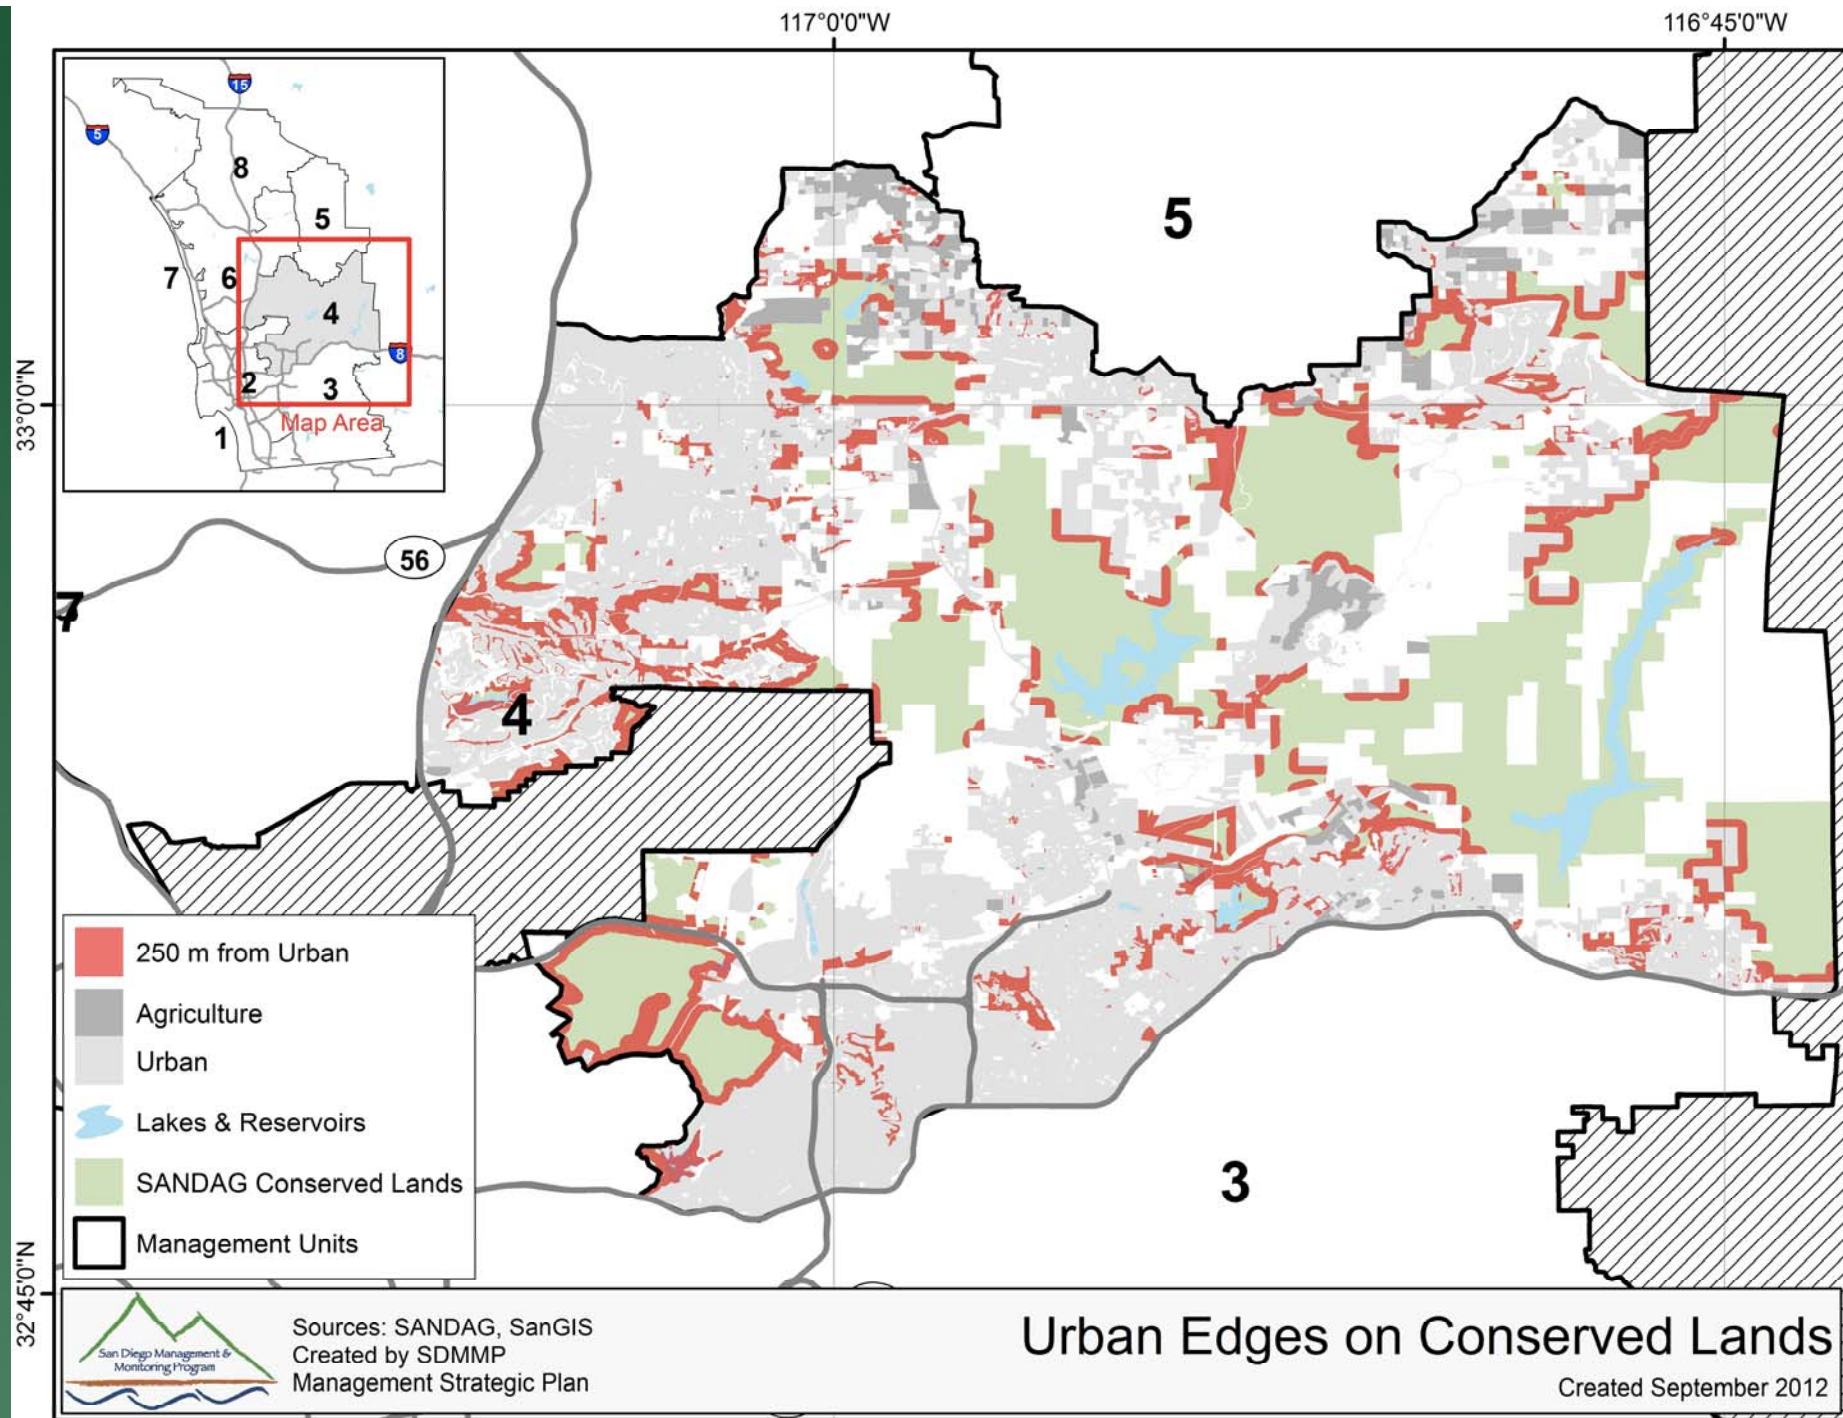 117°0'0"W
116°45'0"W
33°0'0"N
32°45'0"N
15
5
8
5
7
6
4
8
2
3
1
Map Area
5
56
7
4
3
250 m from Urban
Agriculture
Urban
Lakes & Reservoirs
SANDAG Conserved Lands
Management Units
San Diego Management &
Monitoring Program
Sources: SANDAG, SanGIS
Created by SDMMP
Management Strategic Plan
Urban Edges on Conserved Lands
Created September 2012